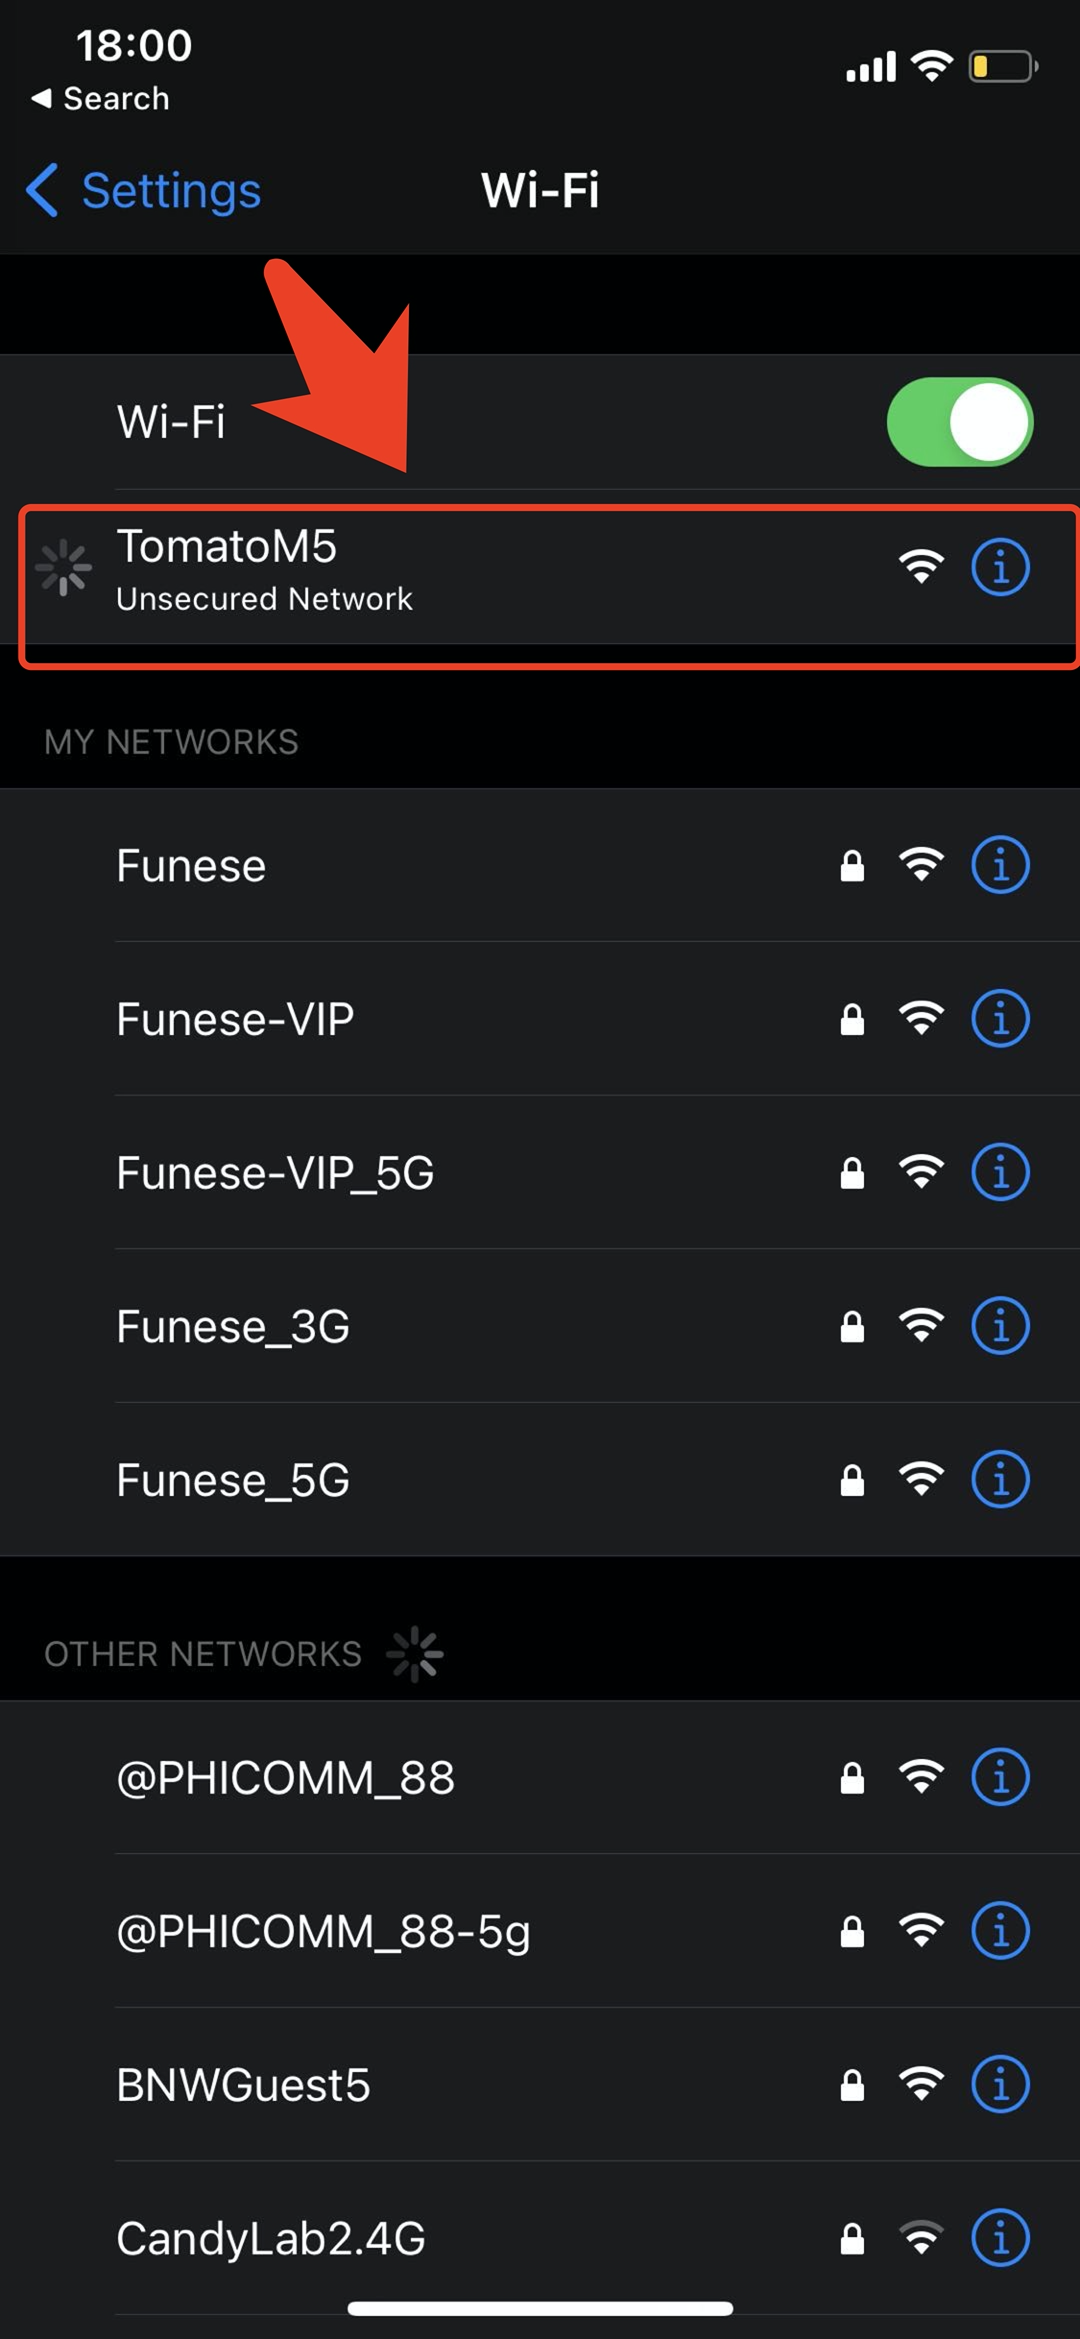 18:00
Search
Settings
Wi-Fi
Wi-Fi
TomatoM5
Unsecured Network
MY NETWORKS
Funese
Funese-VIP
Funese-VIP_5G
Funese_3G
Funese_5G
OTHER NETWORKS
@PHICOMM_88
@PHICOMM_88-5g
BNWGuest5
CandyLab2.4G